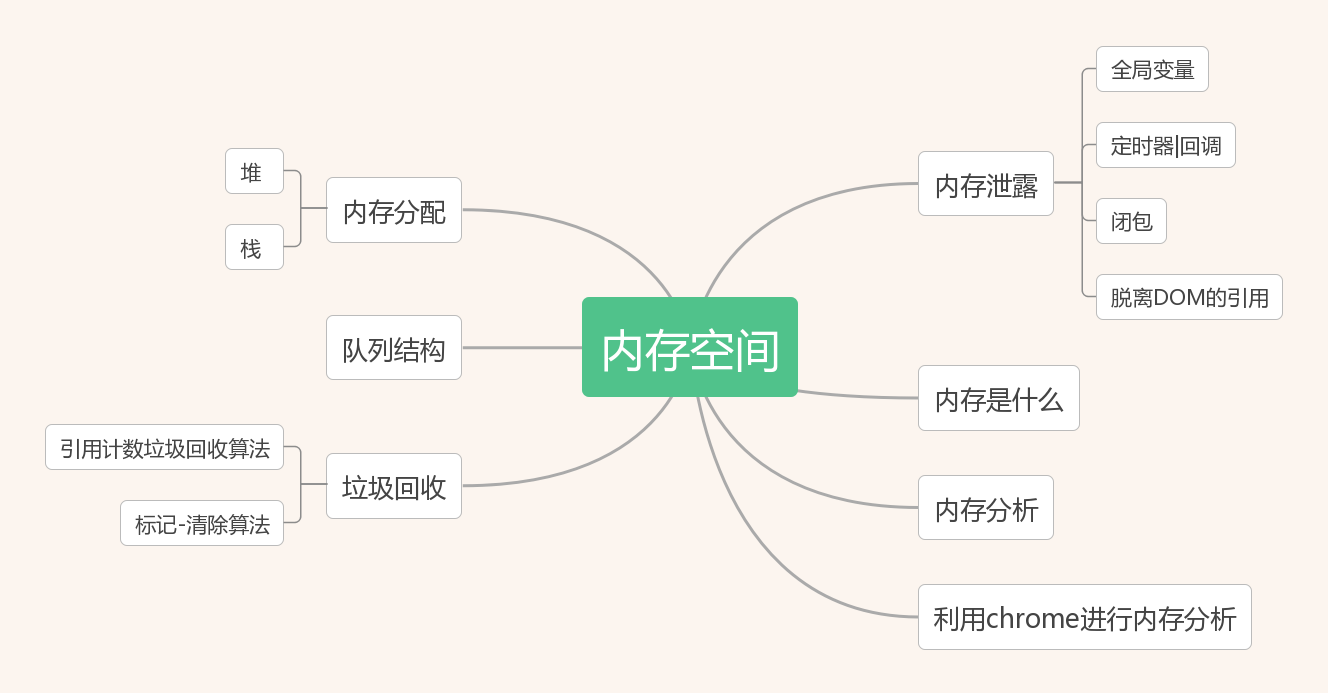 内存空间
内存泄露
全局变量
定时器|回调
闭包
脱离DOM的引用
内存是什么
内存分析
利用chrome进行内存分析
内存分配
堆
栈
队列结构
垃圾回收
引用计数垃圾回收算法
标记-清除算法